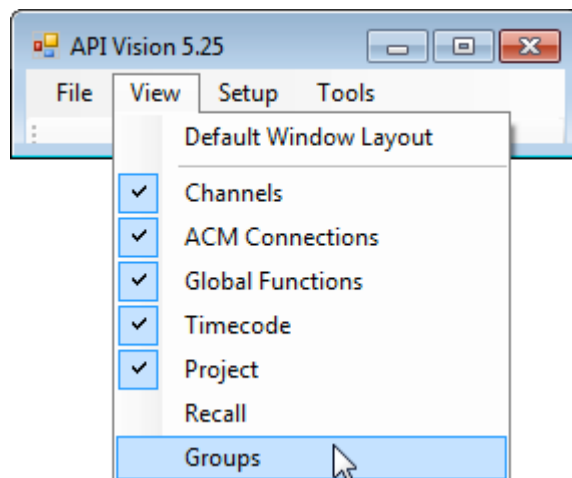 API Vision 5.25
File View Setup Tools
Default Window Layout
Channels
ACM Connections
Global Functions
Timecode
Project
Recall
Groups